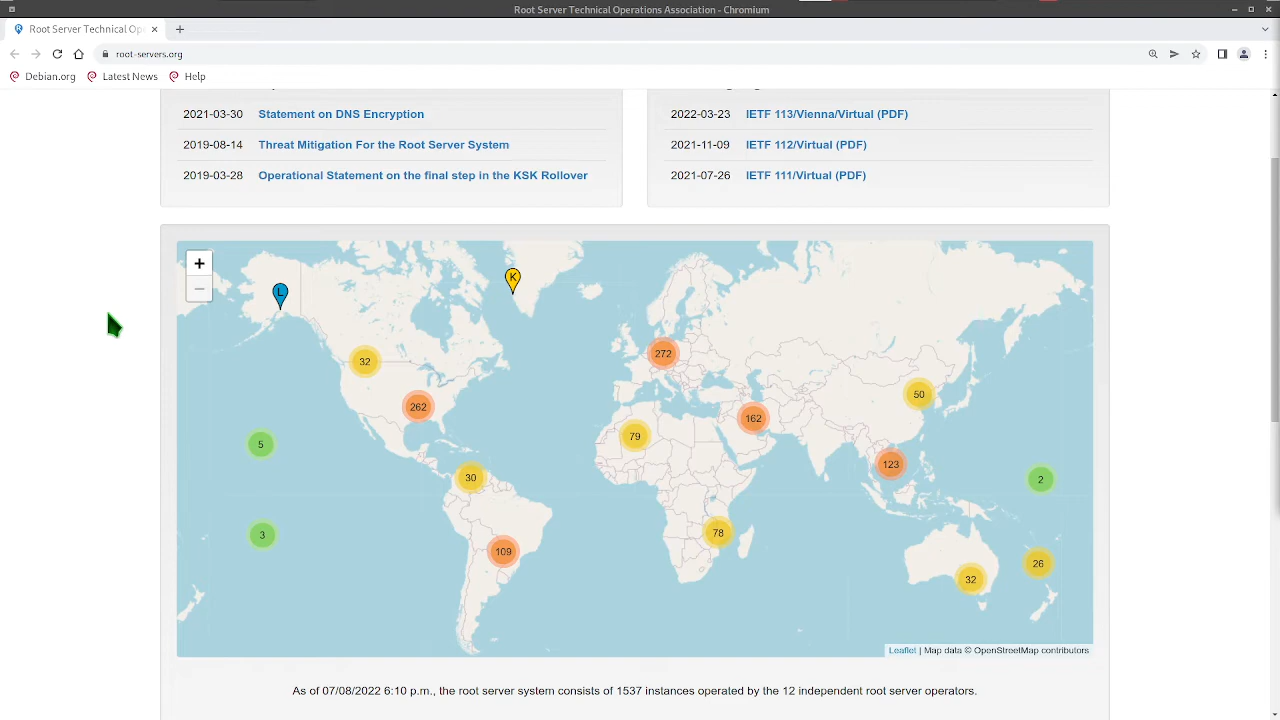 Root Server Technical Operations Association - Chromium
Root Server Technical Op
root-servers.org
Debian.org Latest News Help
2021-03-30 Statement on DNS Encryption
2019-08-14 Threat Mitigation For the Root Server System
2019-03-28 Operational Statement on the final step in the KSK Rollover
2022-03-23 IETF 113/Vienna/Virtual (PDF)
2021-11-09 IETF 112/Virtual (PDF)
2021-07-26 IETF 111/Virtual (PDF)
+
−
L
K
32
272
262
50
162
79
5
123
30
2
78
3
109
26
32
Leaflet | Map data © OpenStreetMap contributors
As of 07/08/2022 6:10 p.m., the root server system consists of 1537 instances operated by the 12 independent root server operators.